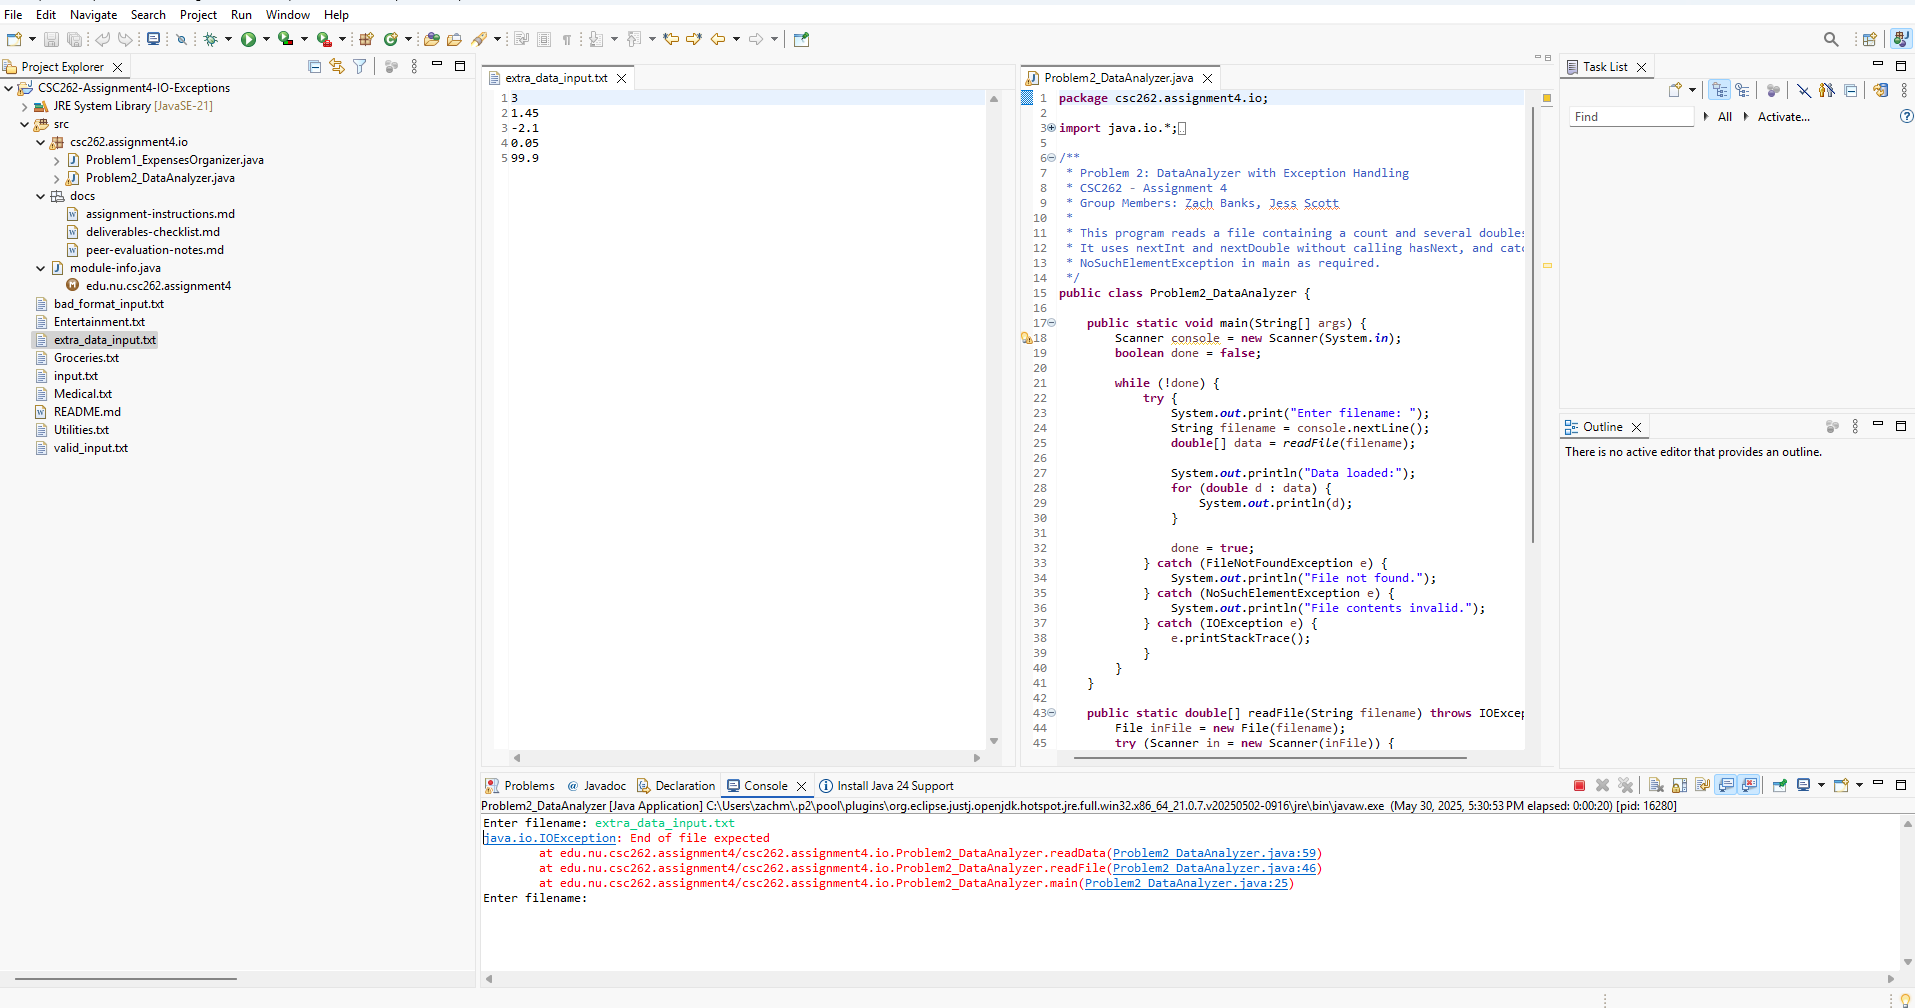 File Edit Navigate Search Project Run Window Help
Project Explorer
CSC262-Assignment4-IO-Exceptions
JRE System Library [JavaSE-21]
src
csc262.assignment4.io
Problem1_ExpensesOrganizer.java
Problem2_DataAnalyzer.java
docs
assignment-instructions.md
deliverables-checklist.md
peer-evaluation-notes.md
module-info.java
edu.nu.csc262.assignment4
bad_format_input.txt
Entertainment.txt
extra_data_input.txt
Groceries.txt
input.txt
Medical.txt
README.md
Utilities.txt
valid_input.txt
extra_data_input.txt
1 3
2 1.45
3 -2.1
4 0.05
5 99.9
Problem2_DataAnalyzer.java
1 package csc262.assignment4.io;
2
3 import java.io.*;
5
6 /**
7 * Problem 2: DataAnalyzer with Exception Handling
8 * CSC262 - Assignment 4
9 * Group Members: Zach Banks, Jess Scott
10 *
11 * This program reads a file containing a count and several doubles
12 * It uses nextInt and nextDouble without calling hasNext, and catc
13 * NoSuchElementException in main as required.
14 */
15 public class Problem2_DataAnalyzer {
16
17 public static void main(String[] args) {
18 Scanner console = new Scanner(System.in);
19 boolean done = false;
20
21 while (!done) {
22 try {
23 System.out.print("Enter filename: ");
24 String filename = console.nextLine();
25 double[] data = readFile(filename);
26
27 System.out.println("Data loaded:");
28 for (double d : data) {
29 System.out.println(d);
30 }
31
32 done = true;
33 } catch (FileNotFoundException e) {
34 System.out.println("File not found.");
35 } catch (NoSuchElementException e) {
36 System.out.println("File contents invalid.");
37 } catch (IOException e) {
38 e.printStackTrace();
39 }
40 }
41 }
42
43 public static double[] readFile(String filename) throws IOExcep
44 File inFile = new File(filename);
45 try (Scanner in = new Scanner(inFile)) {
Task List
Find All Activate...
Outline
There is no active editor that provides an outline.
Problems Javadoc Declaration Console Install Java 24 Support
Problem2_DataAnalyzer [Java Application] C:\Users\zachm\.p2\pool\plugins\org.eclipse.justj.openjdk.hotspot.jre.full.win32.x86_64_21.0.7.v20250502-0916\jre\bin\javaw.exe (May 30, 2025, 5:30:53 PM elapsed: 0:00:20) [pid: 16280]
Enter filename: extra_data_input.txt
java.io.IOException: End of file expected
at edu.nu.csc262.assignment4/csc262.assignment4.io.Problem2_DataAnalyzer.readData(Problem2_DataAnalyzer.java:59)
at edu.nu.csc262.assignment4/csc262.assignment4.io.Problem2_DataAnalyzer.readFile(Problem2_DataAnalyzer.java:46)
at edu.nu.csc262.assignment4/csc262.assignment4.io.Problem2_DataAnalyzer.main(Problem2_DataAnalyzer.java:25)
Enter filename: